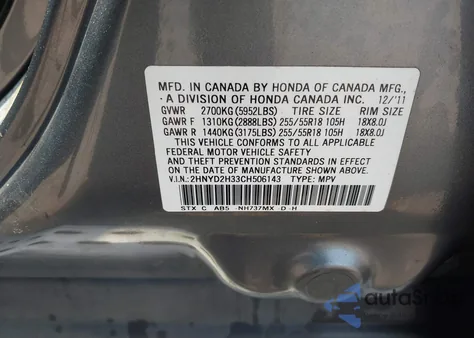 MFD. IN CANADA BY HONDA OF CANADA MFG.,
A DIVISION OF HONDA CANADA INC. 12/'11
GVWR 2700KG(5952LBS) TIRE SIZE RIM SIZE
GAWR F 1310KG(2888LBS) 255/55R18 105H 18X8.0J
GAWR R 1440KG(3175LBS) 255/55R18 105H 18X8.0J
THIS VEHICLE CONFORMS TO ALL APPLICABLE
FEDERAL MOTOR VEHICLE SAFETY
AND THEFT PREVENTION STANDARDS IN EFFECT
ON THE DATE OF MANUFACTURE SHOWN ABOVE.
V.I.N.: 2HNYD2H33CH506143 TYPE: MPV
STX C AB5 -NH737MX -D -H